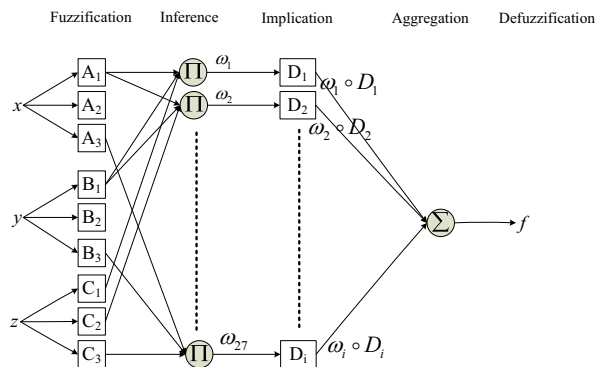 Fuzzification Inference Implication Aggregation Defuzzification
A1 Π ω1 D1 ω1 ∘ D1
x A2 Π ω2 D2 ω2 ∘ D2
A3
B1
y B2
B3
Σ f
C1
z C2
C3 Π ω27 Di ωi ∘ Di